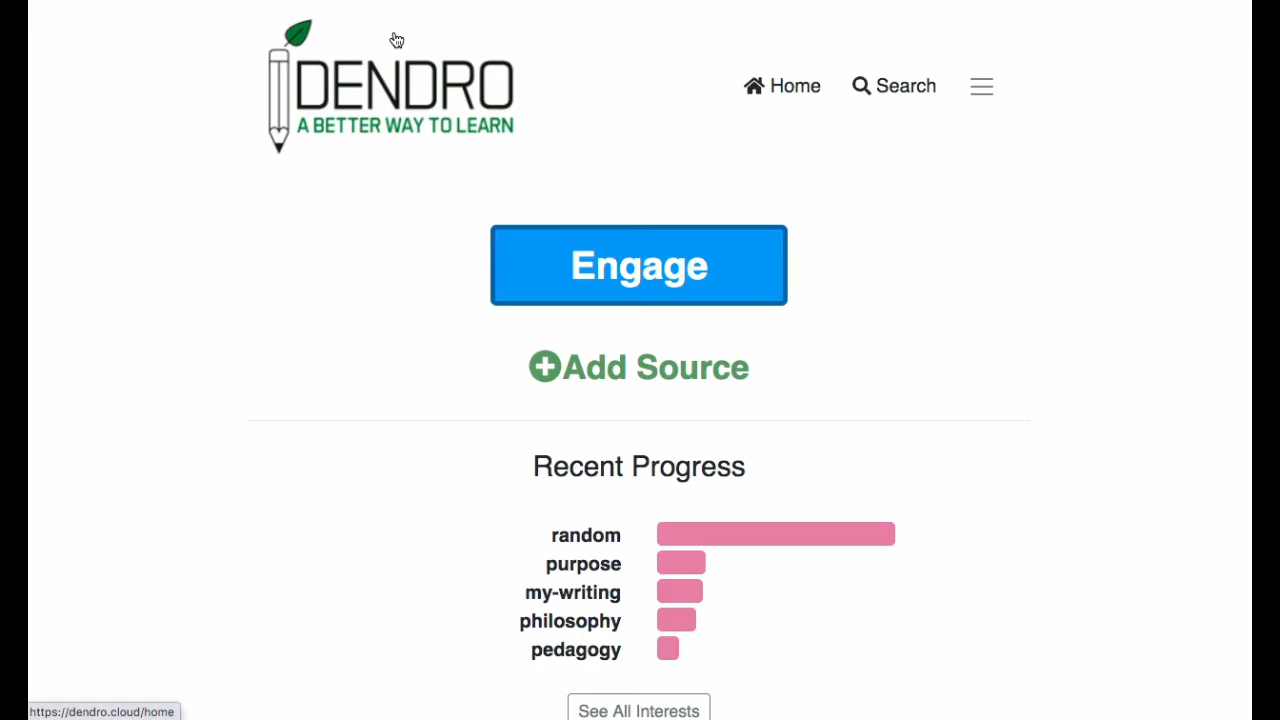 DENDRO
A BETTER WAY TO LEARN
Home
Search
Engage
Add Source
Recent Progress
random
purpose
my-writing
philosophy
pedagogy
See All Interests
https://dendro.cloud/home